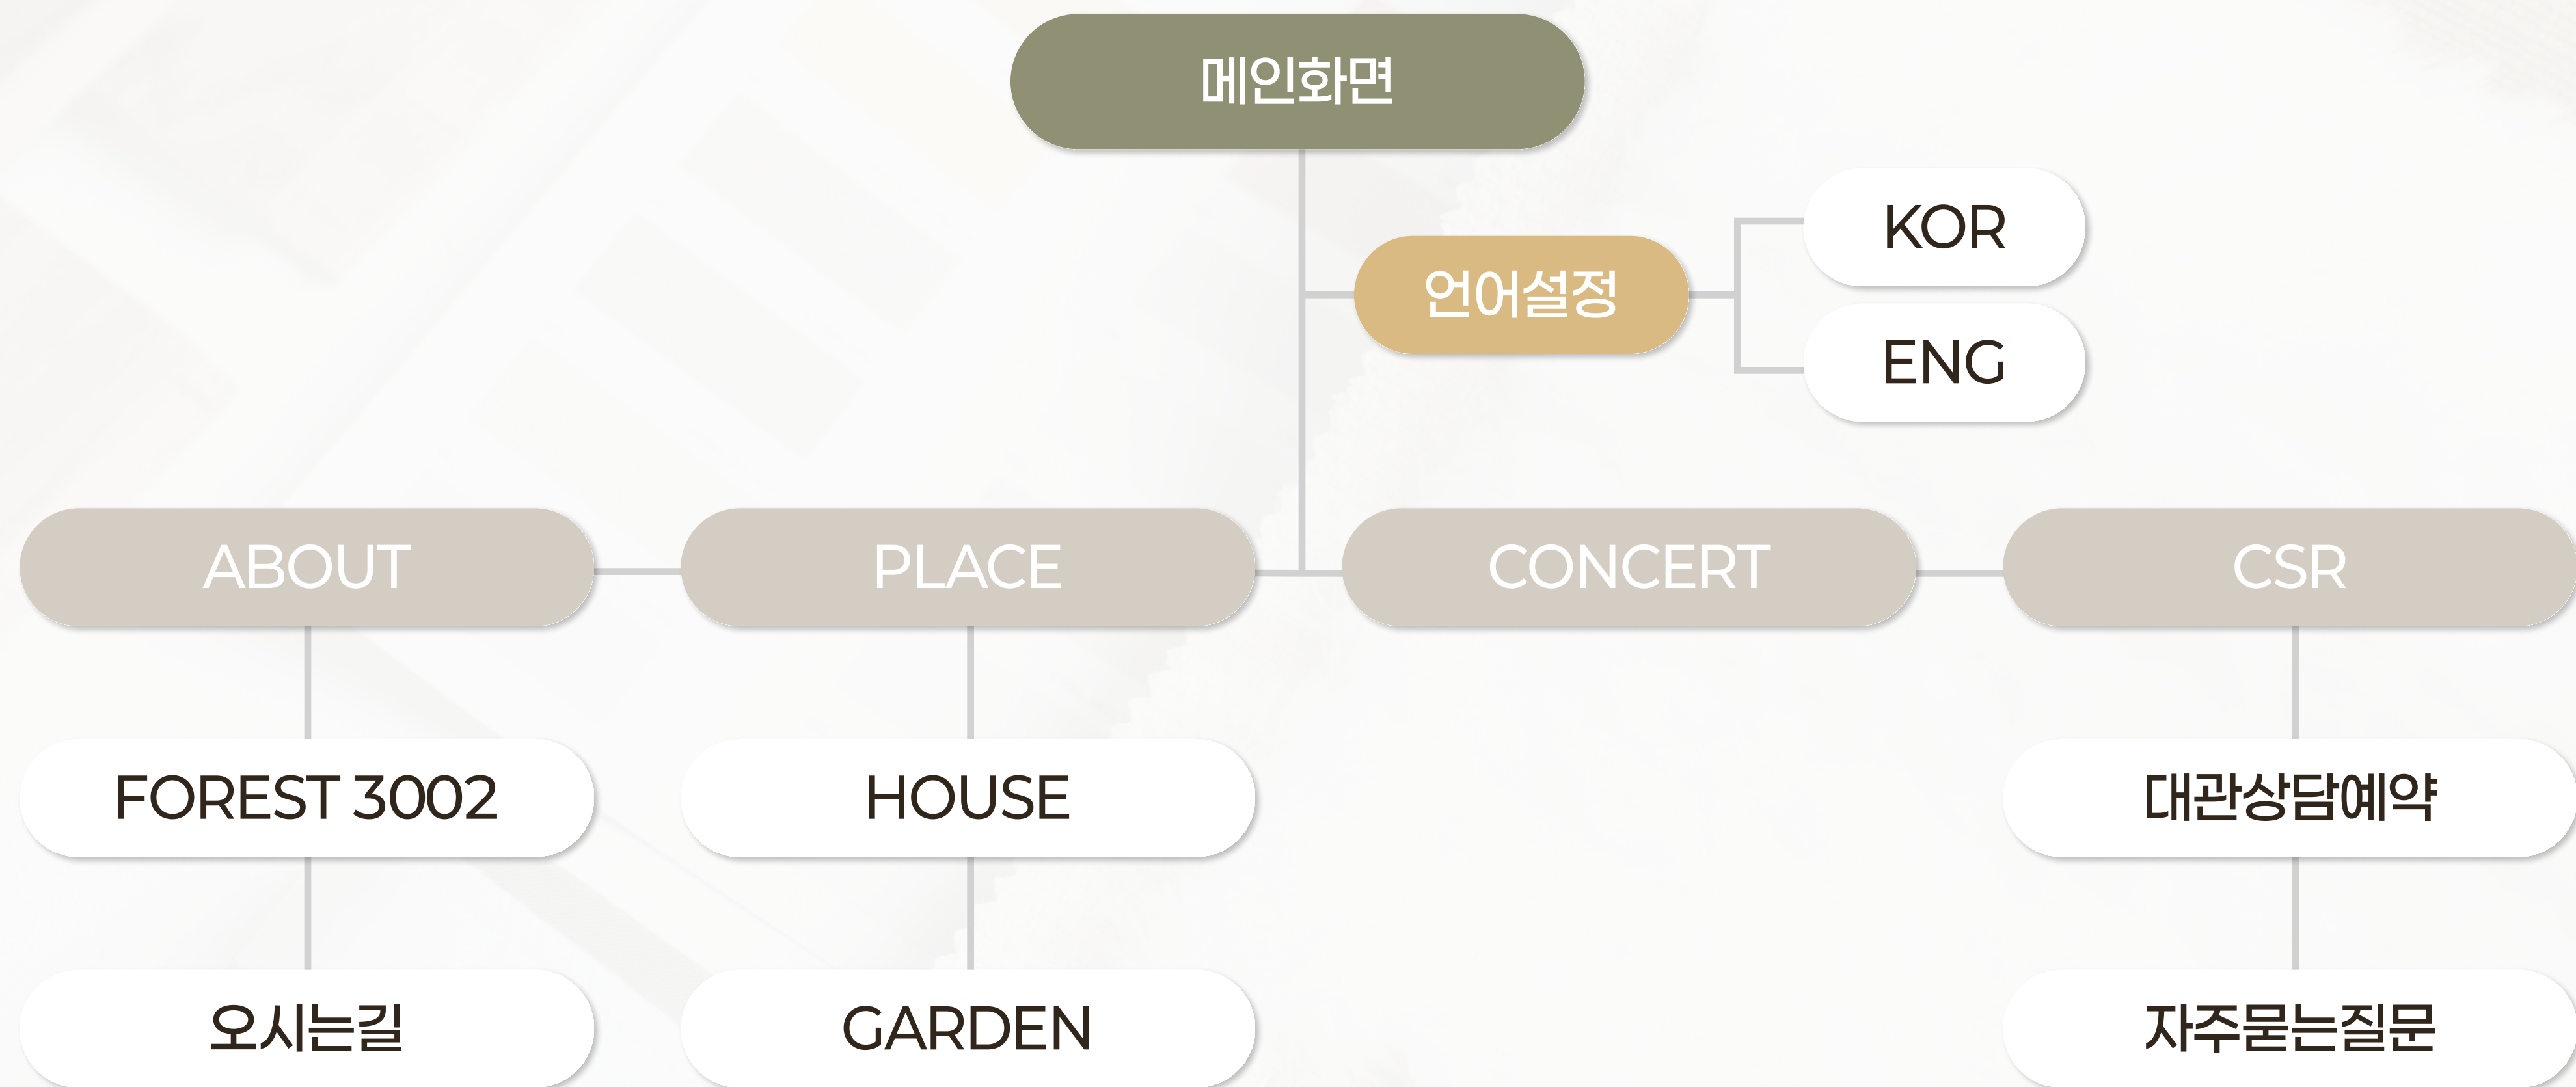 메인화면
언어설정
KOR
ENG
ABOUT
PLACE
CONCERT
CSR
FOREST 3002
HOUSE
대관상담예약
오시는길
GARDEN
자주묻는질문